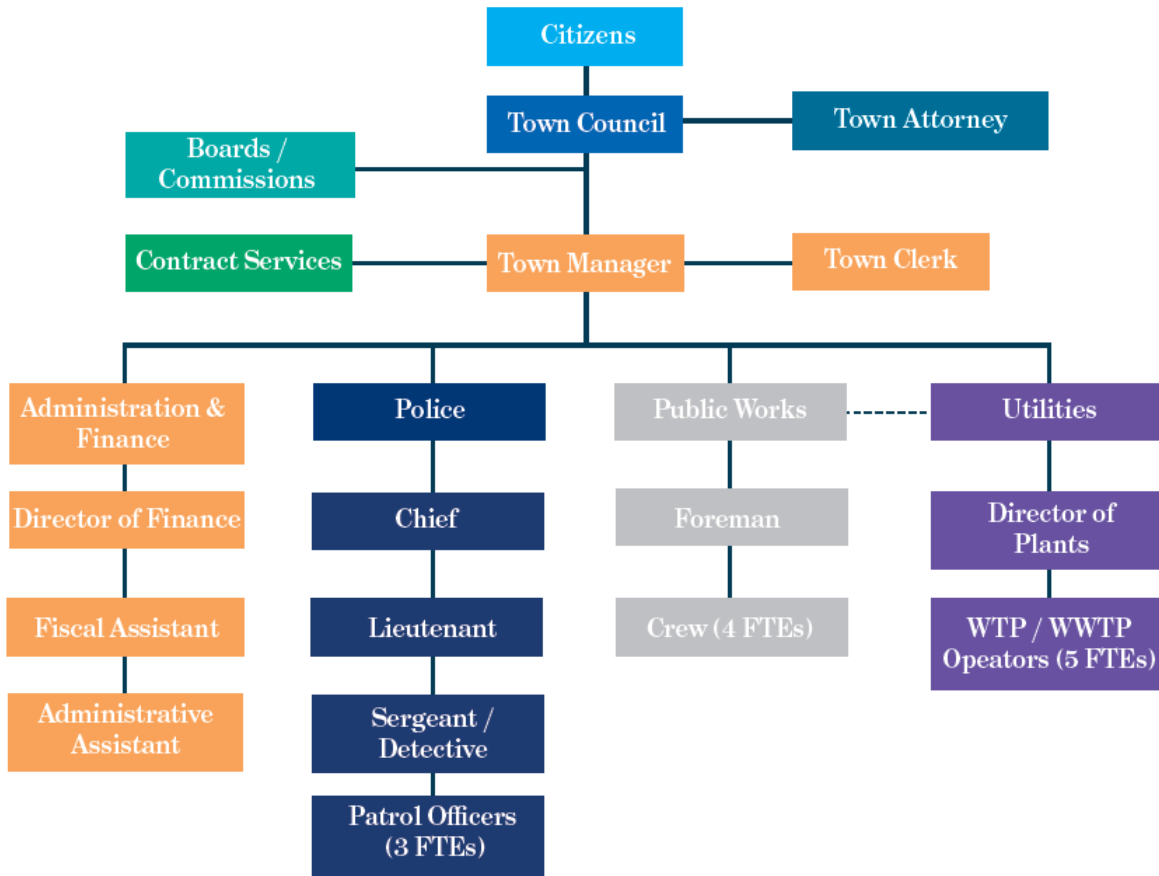 Citizens
Town Council
Town Attorney
Boards /
Commissions
Contract Services
Town Manager
Town Clerk
Administration &
Finance
Director of Finance
Fiscal Assistant
Administrative
Assistant
Police
Chief
Lieutenant
Sergeant /
Detective
Patrol Officers
(3 FTEs)
Public Works
Foreman
Crew (4 FTEs)
Utilities
Director of
Plants
WTP / WWTP
Opeators (5 FTEs)